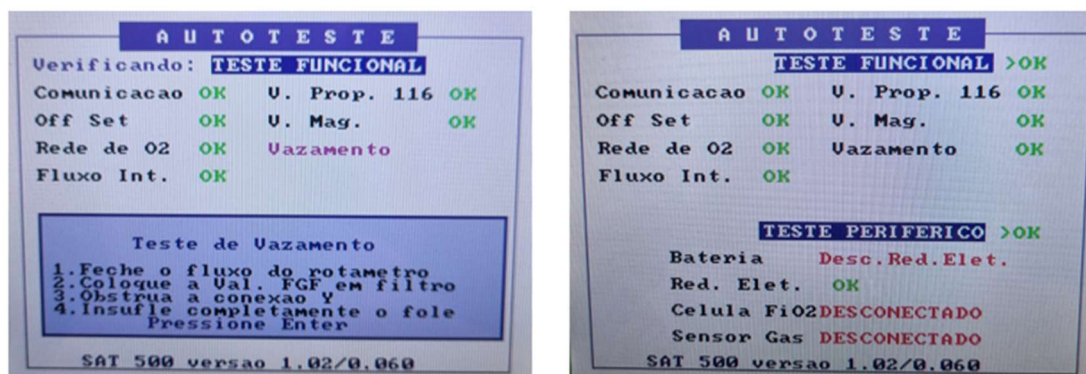 AUTOTESTE
Verificando: TESTE FUNCIONAL
Comunicacao OK V. Prop. 116 OK
Off Set OK V. Mag. OK
Rede de O2 OK Vazamento
Fluxo Int. OK
Teste de Vazamento
1.Feche o fluxo do rotametro
2.Coloque a Val. FGF em filtro
3.Obstrua a conexao Y
4.Insufle completamente o fole
Pressione Enter
SAT 500 versao 1.02/0.060
AUTOTESTE
TESTE FUNCIONAL >OK
Comunicacao OK V. Prop. 116 OK
Off Set OK V. Mag. OK
Rede de O2 OK Vazamento OK
Fluxo Int. OK
TESTE PERIFERICO >OK
Bateria Desc.Red.Elet.
Red. Elet. OK
Celula FiO2 DESCONECTADO
Sensor Gas DESCONECTADO
SAT 500 versao 1.02/0.060